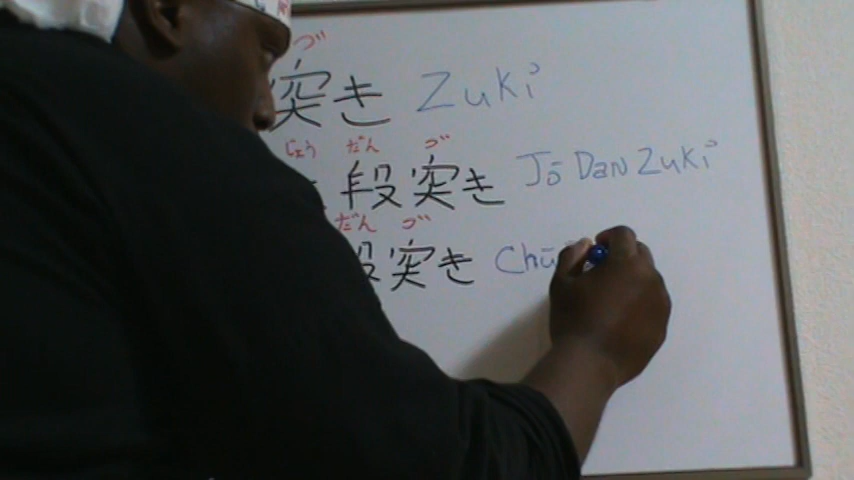 づ
突き Zuki
じょう だん づ
段突き Jō Dan Zuki
だん づ
段突き Chū